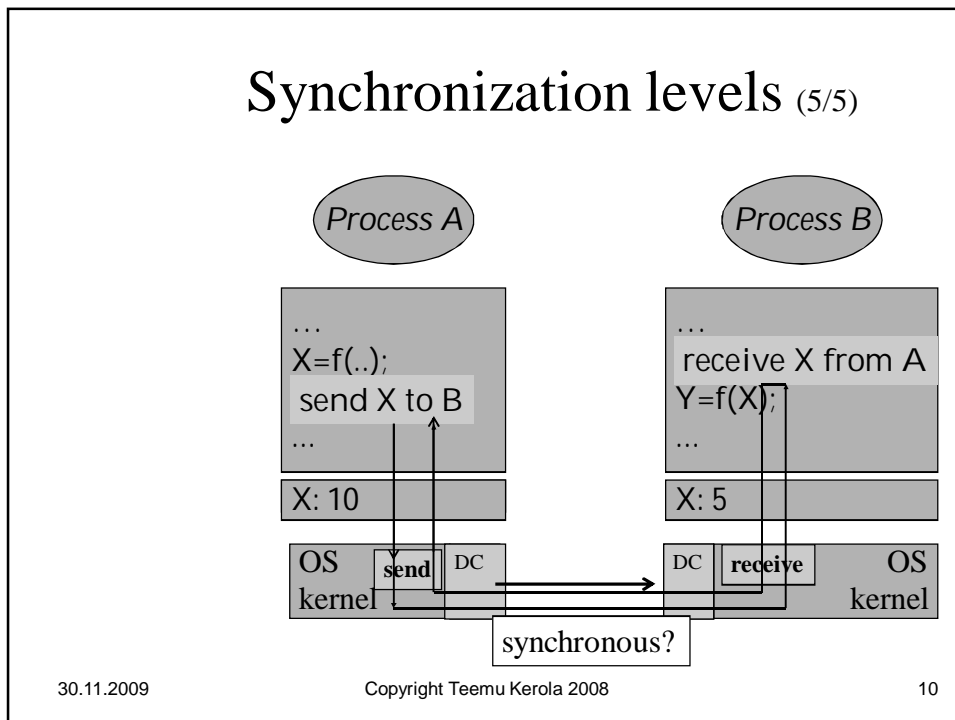 Synchronization levels (5/5)
Process A
Process B
...
X=f(..);
send X to B
...
...
receive X from A
Y=f(X);
...
X: 10
X: 5
OS
kernel
send
DC
DC
receive
OS
kernel
synchronous?
30.11.2009
Copyright Teemu Kerola 2008
10